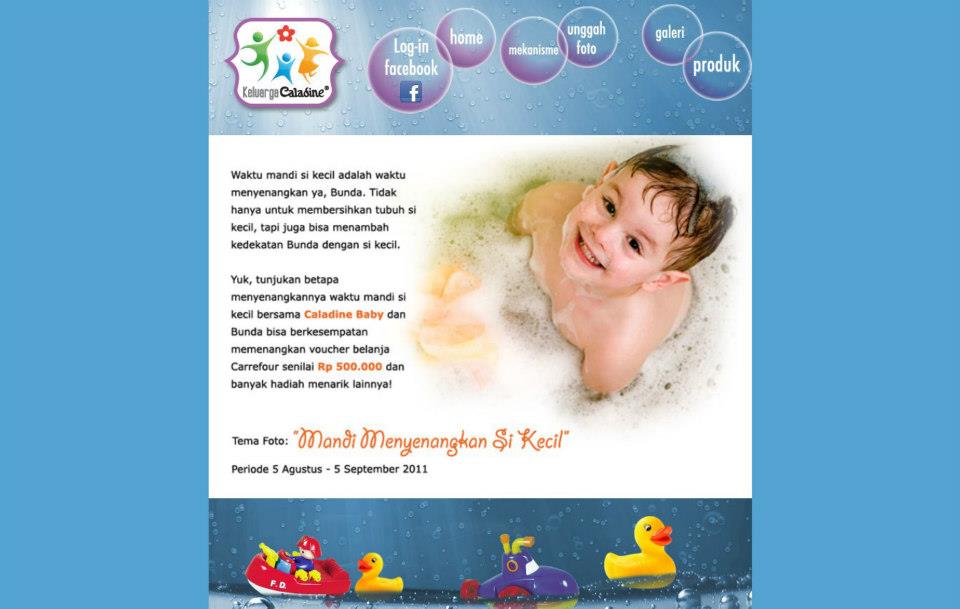 Keluarga Caladine®
Log-in
facebook
f
home
mekanisme
unggah
foto
galeri
produk
Waktu mandi si kecil adalah waktu
menyenangkan ya, Bunda. Tidak
hanya untuk membersihkan tubuh si
kecil, tapi juga bisa menambah
kedekatan Bunda dengan si kecil.
Yuk, tunjukan betapa
menyenangkannya waktu mandi si
kecil bersama Caladine Baby dan
Bunda bisa berkesempatan
memenangkan voucher belanja
Carrefour senilai Rp 500.000 dan
banyak hadiah menarik lainnya!
Tema Foto: "Mandi Menyenangkan Si Kecil"
Periode 5 Agustus - 5 September 2011
F.D.